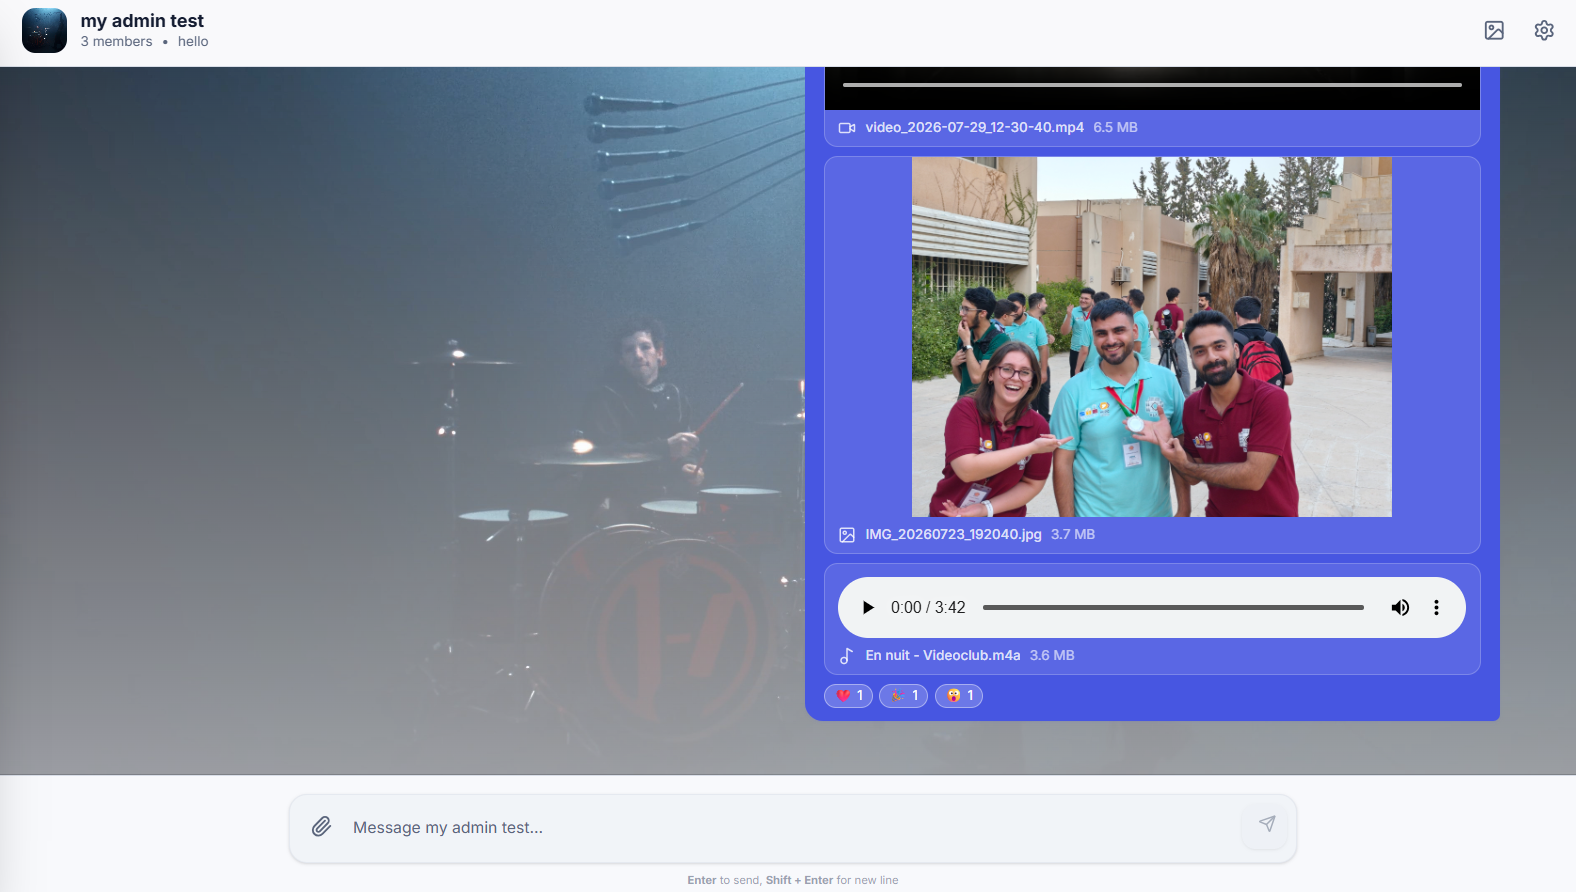 my admin test
3 members • hello
video_2026-07-29_12-30-40.mp4 6.5 MB
IMG_20260723_192040.jpg 3.7 MB
0:00 / 3:42
En nuit - Videoclub.m4a 3.6 MB
1 1 1
Message my admin test...
Enter to send, Shift + Enter for new line